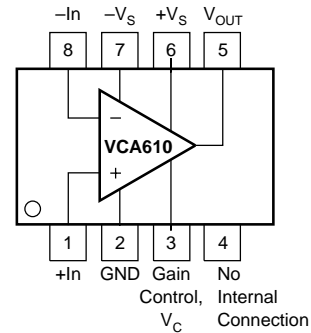 –In –V_S +V_S V_OUT
8 7 6 5
–
VCA610
+
1 2 3 4
+In GND Gain Control, V_C No Internal Connection